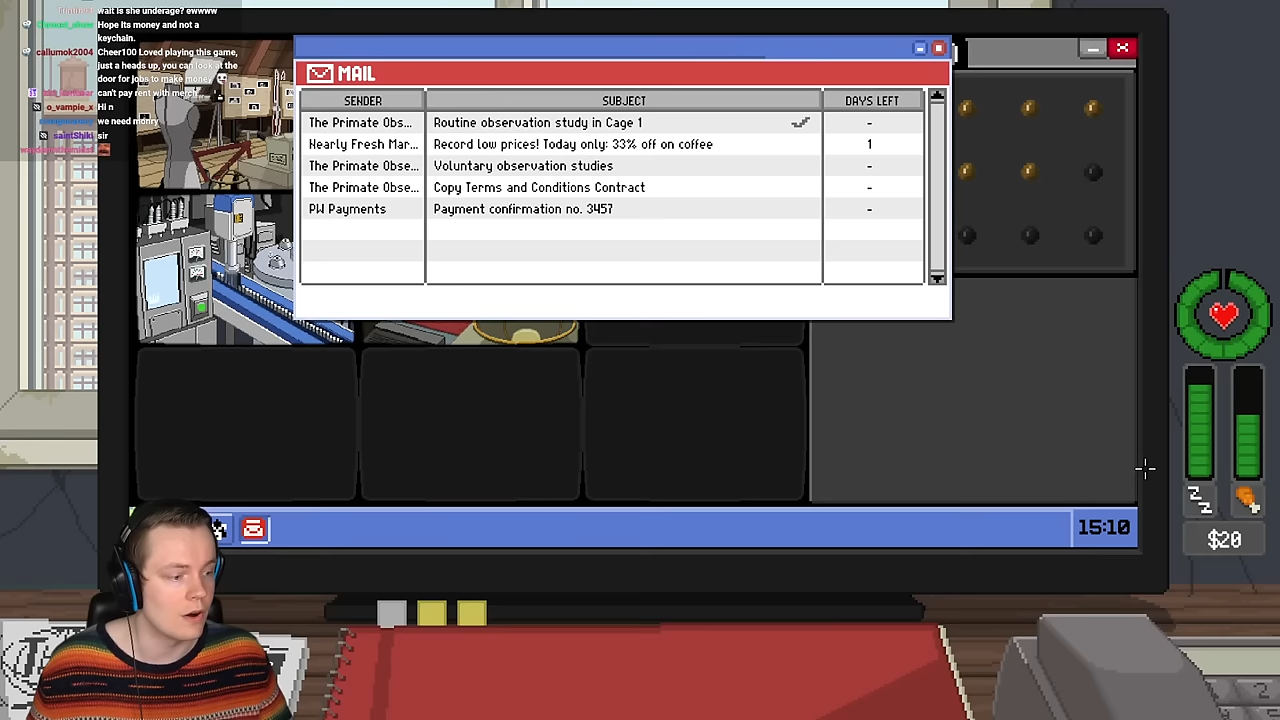 wait is she underage? ewwww
Hope its money and not a
keychain.
callumok2004 Cheer100 Loved playing this game,
just a heads up, you can look at the
door for jobs to make money
can't pay rent with merch
o_vampie_x Hi n
we need monry
saintShiki sir
MAIL
SENDER SUBJECT DAYS LEFT
The Primate Obs... Routine observation study in Cage 1 -
Nearly Fresh Mar... Record low prices! Today only: 33% off on coffee 1
The Primate Obse... Voluntary observation studies -
The Primate Obse... Copy Terms and Conditions Contract -
PW Payments Payment confirmation no. 3457 -
15:10
$20